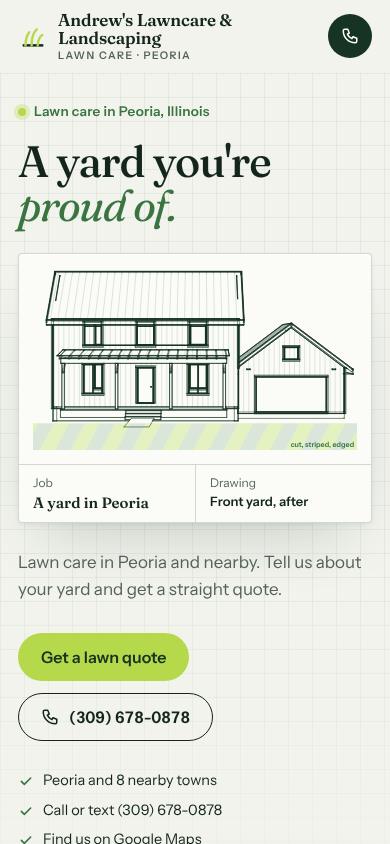 Andrew's Lawncare &
Landscaping
LAWN CARE · PEORIA
Lawn care in Peoria, Illinois
A yard you're
proud of.
cut, striped, edged
Job
A yard in Peoria
Drawing
Front yard, after
Lawn care in Peoria and nearby. Tell us about
your yard and get a straight quote.
Get a lawn quote
(309) 678-0878
Peoria and 8 nearby towns
Call or text (309) 678-0878
Find us on Google Maps